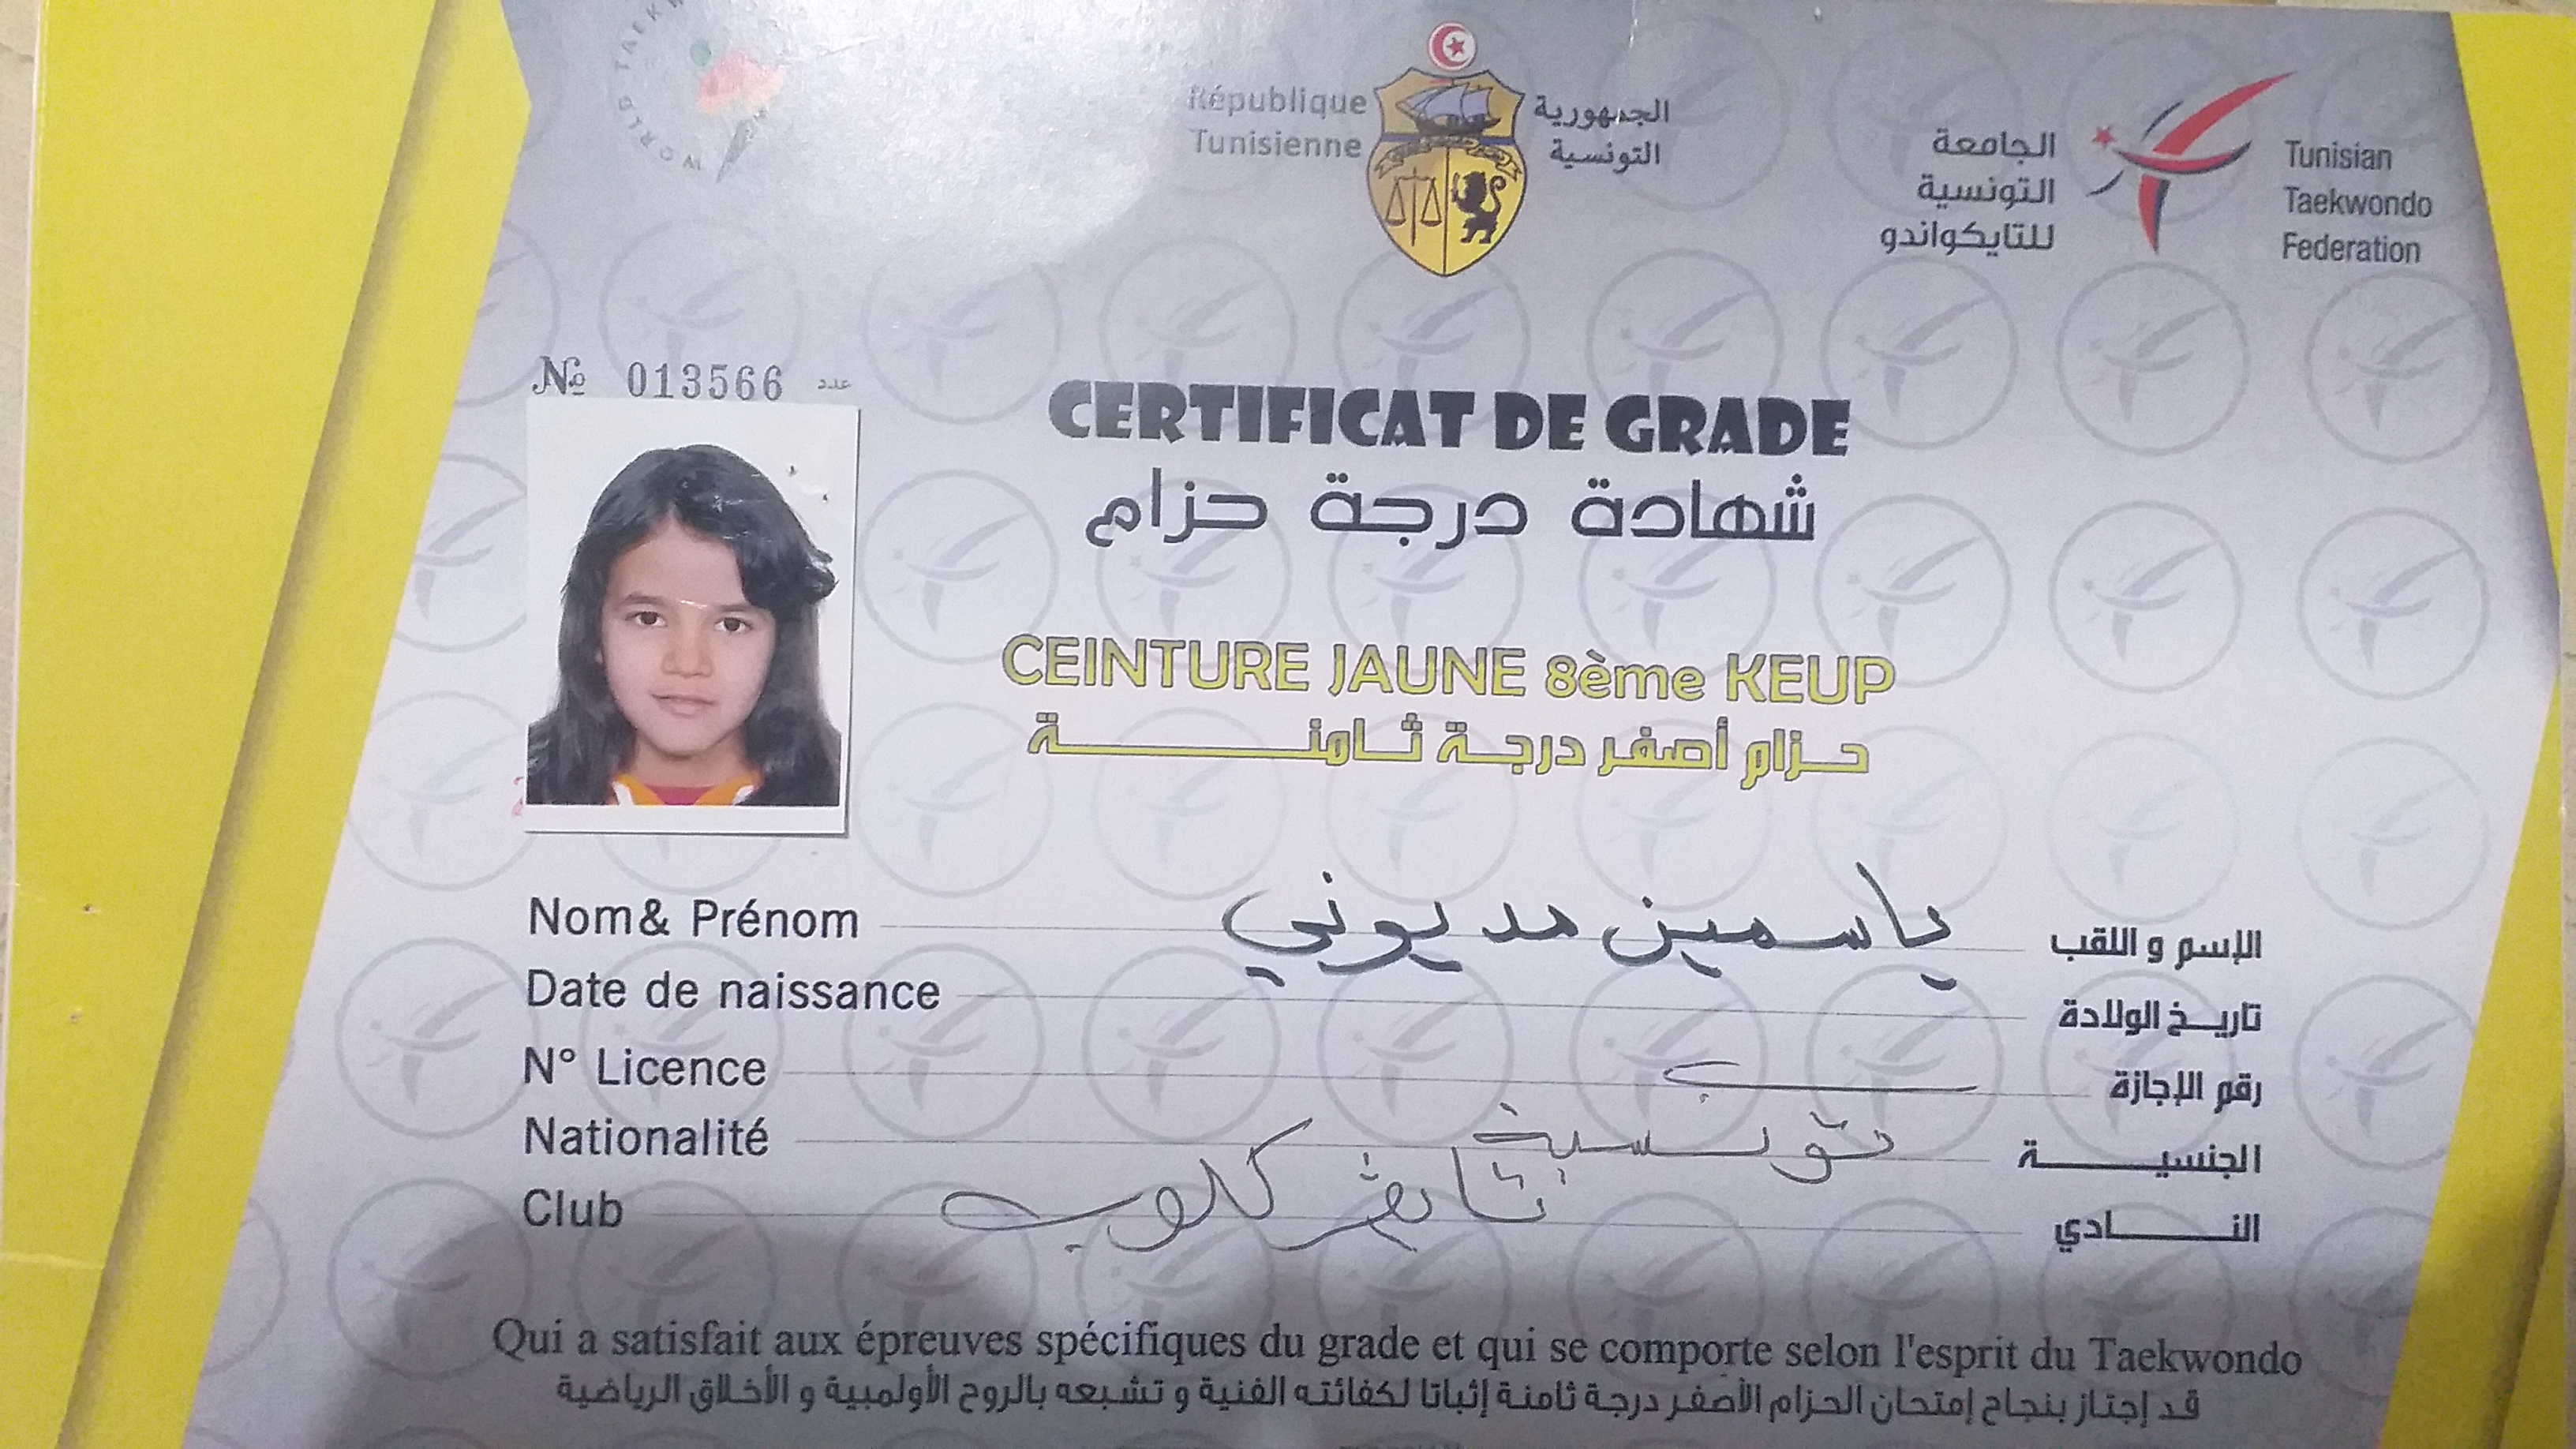 WORLD TAEKW
République
Tunisienne
الجمهورية
التونسية
الجامعة
التونسية
للتايكواندو
Tunisian
Taekwondo
Federation
№ 013566 عدد
CERTIFICAT DE GRADE
شهادة درجة حزام
CEINTURE JAUNE 8ème KEUP
حزام أصفر درجة ثامنة
Nom& Prénom ياسمين مديوني الإسم و اللقب
Date de naissance تاريخ الولادة
N° Licence رقم الإجازة
Nationalité تونسية الجنسية
Club كلوب النادي
Qui a satisfait aux épreuves spécifiques du grade et qui se comporte selon l'esprit du Taekwondo
قد إجتاز بنجاح إمتحان الحزام الأصفر درجة ثامنة إثباتا لكفائته الفنية و تشبعه بالروح الأولمبية و الأخلاق الرياضية